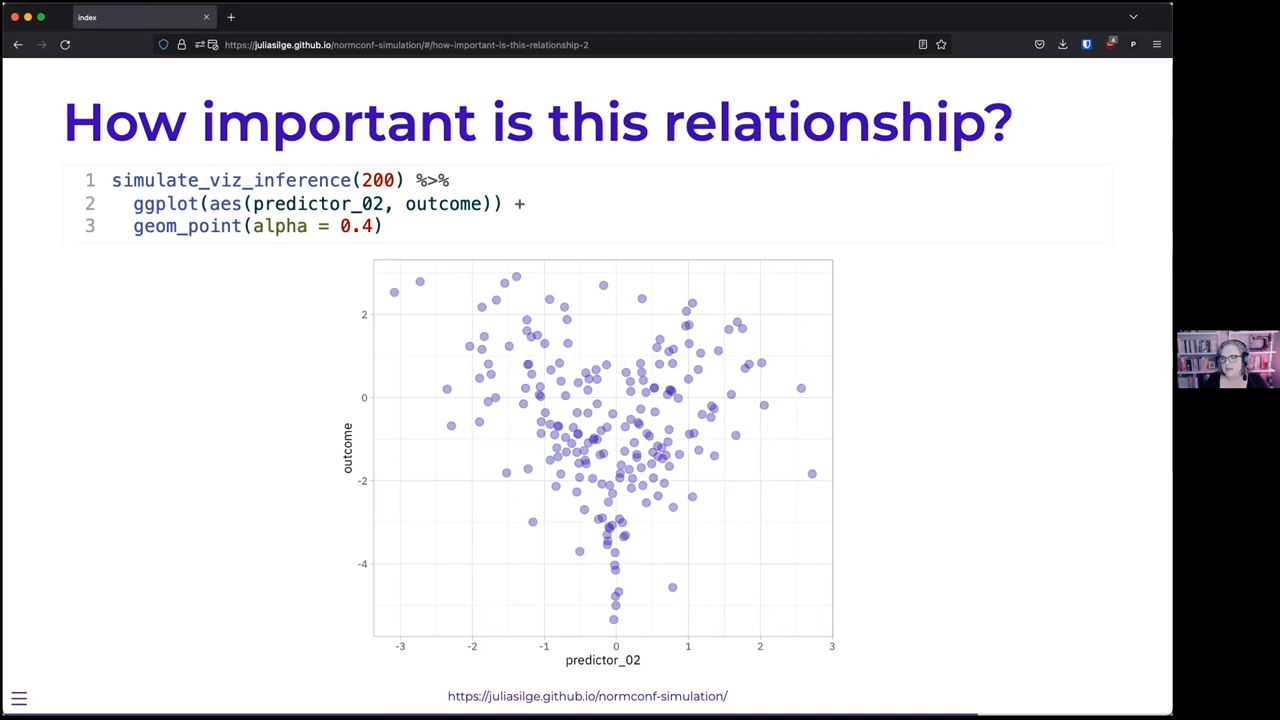 index
https://juliasilge.github.io/normconf-simulation/#/how-important-is-this-relationship-2
4
P
How important is this relationship?
1 simulate_viz_inference(200) %>%
2 ggplot(aes(predictor_02, outcome)) +
3 geom_point(alpha = 0.4)
2
0
-2
-4
outcome
-3 -2 -1 0 1 2 3
predictor_02
https://juliasilge.github.io/normconf-simulation/